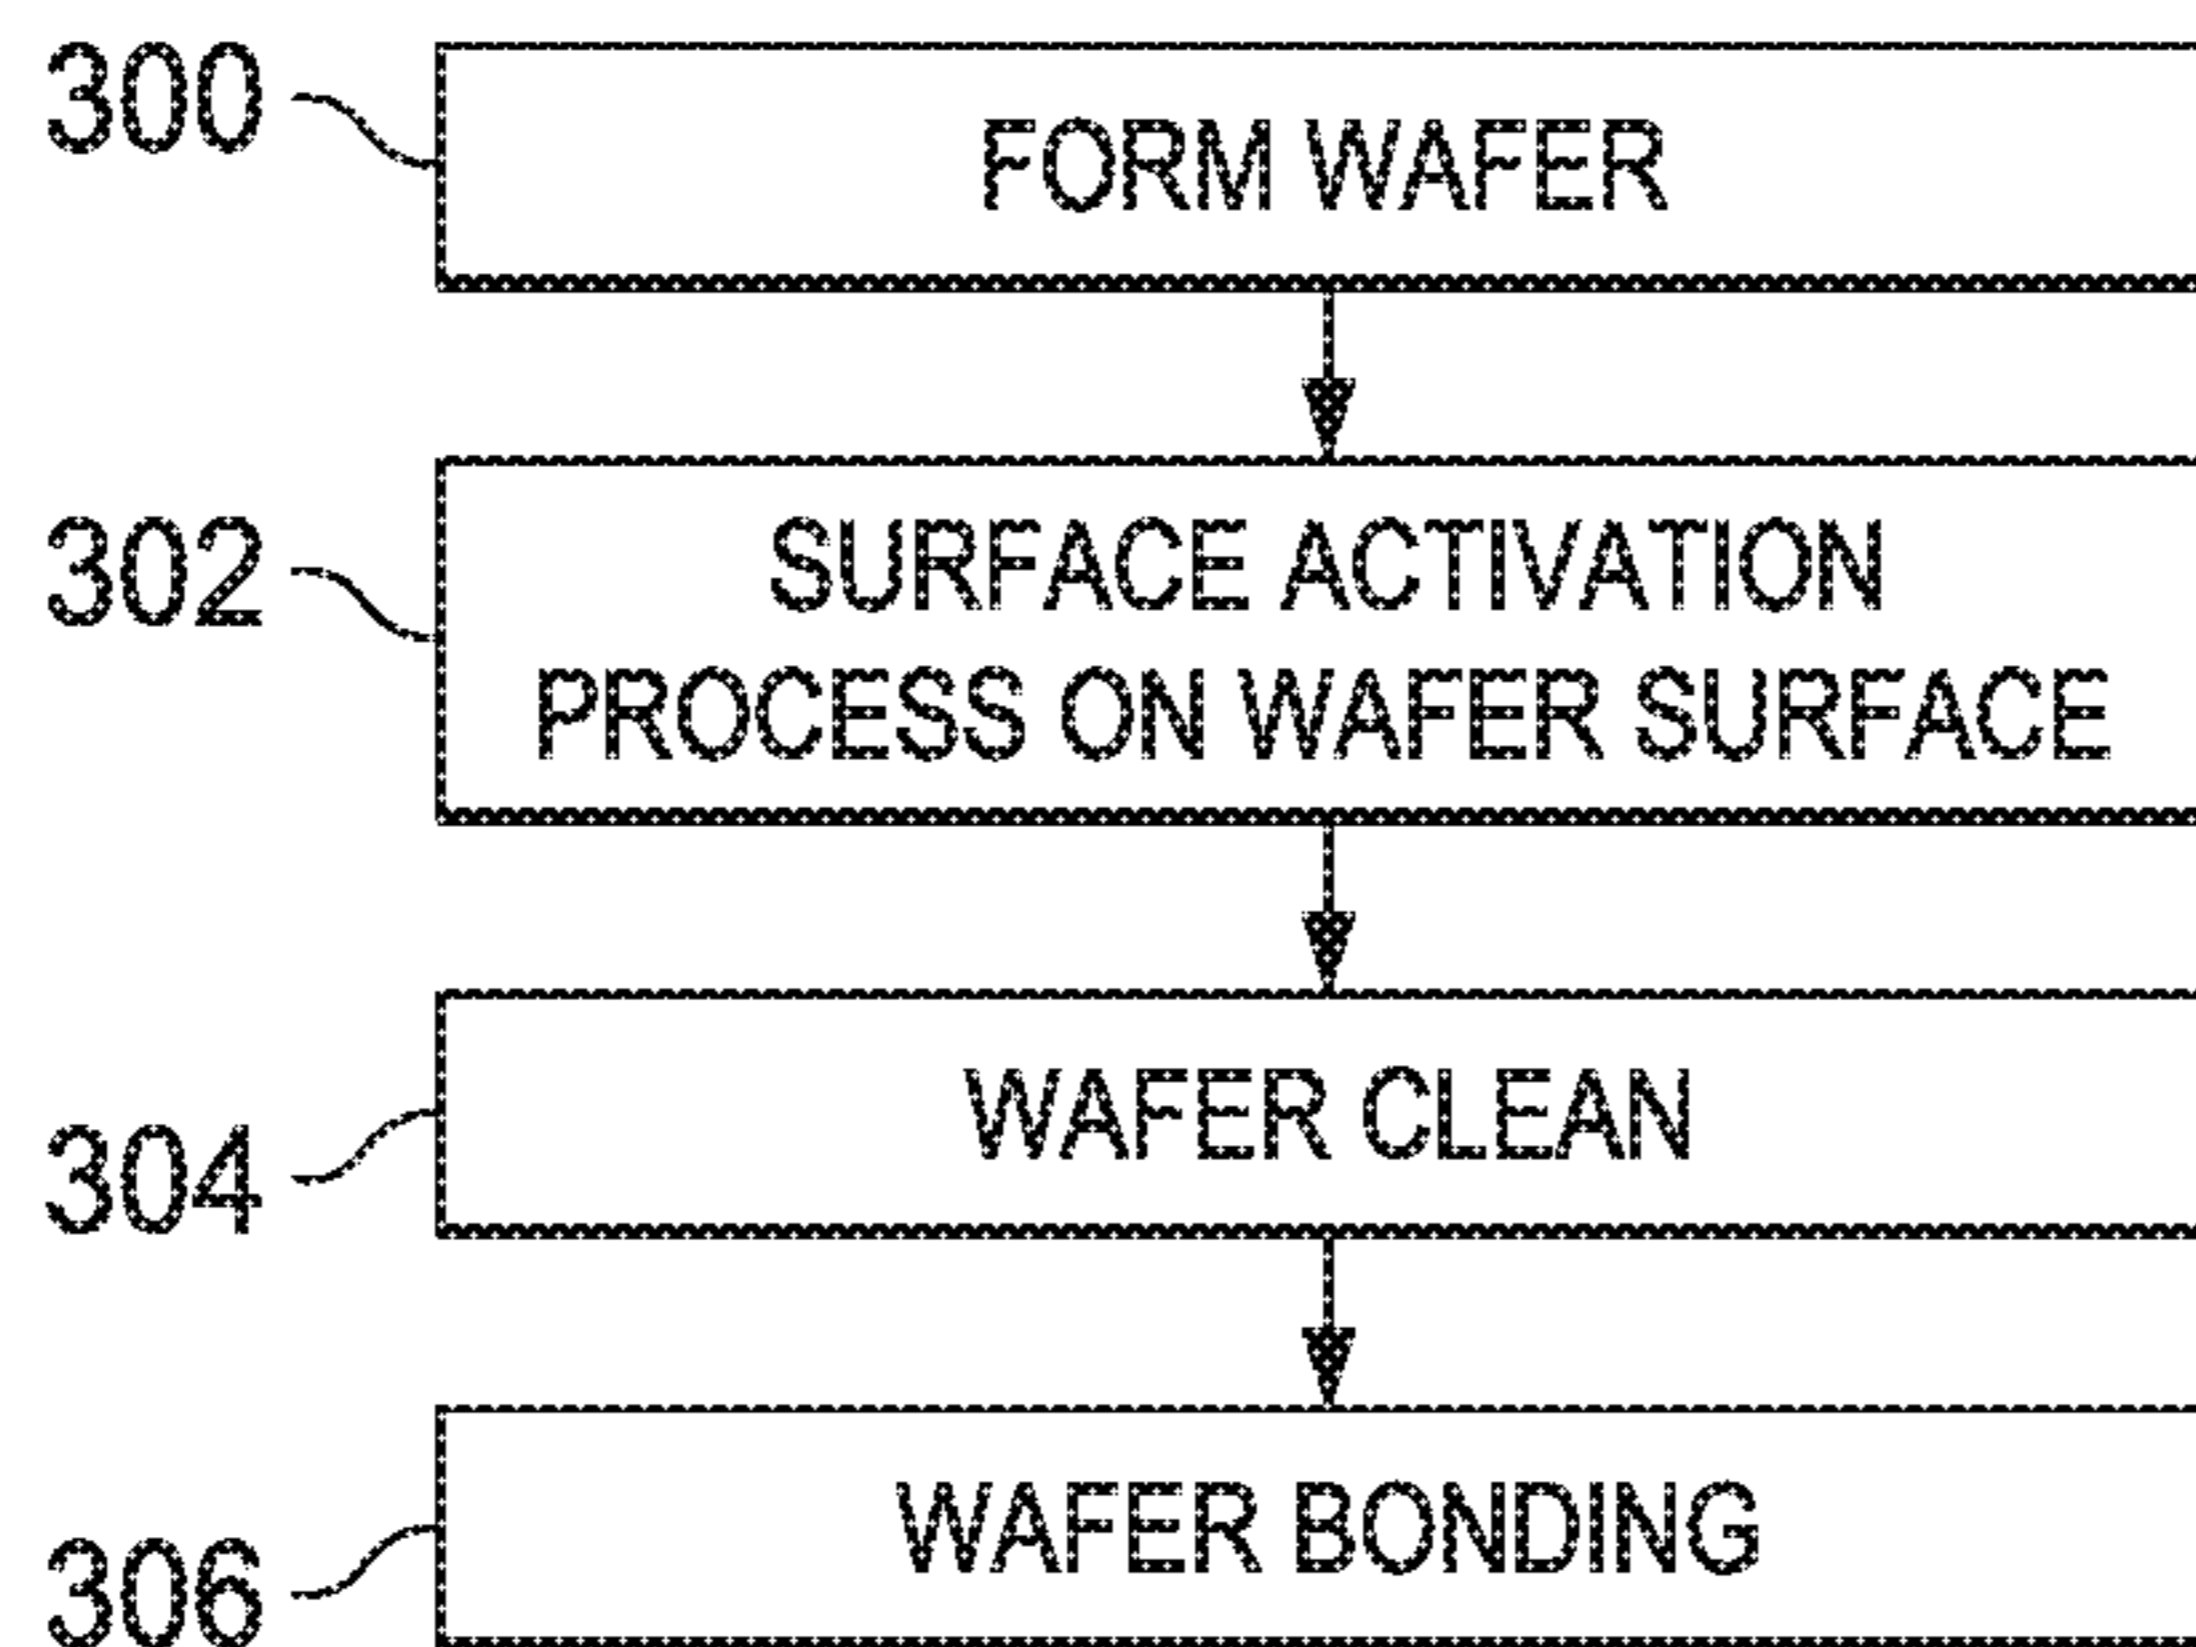 300
FORM WAFER
302
SURFACE ACTIVATION
PROCESS ON WAFER SURFACE
304
WAFER CLEAN
306
WAFER BONDING